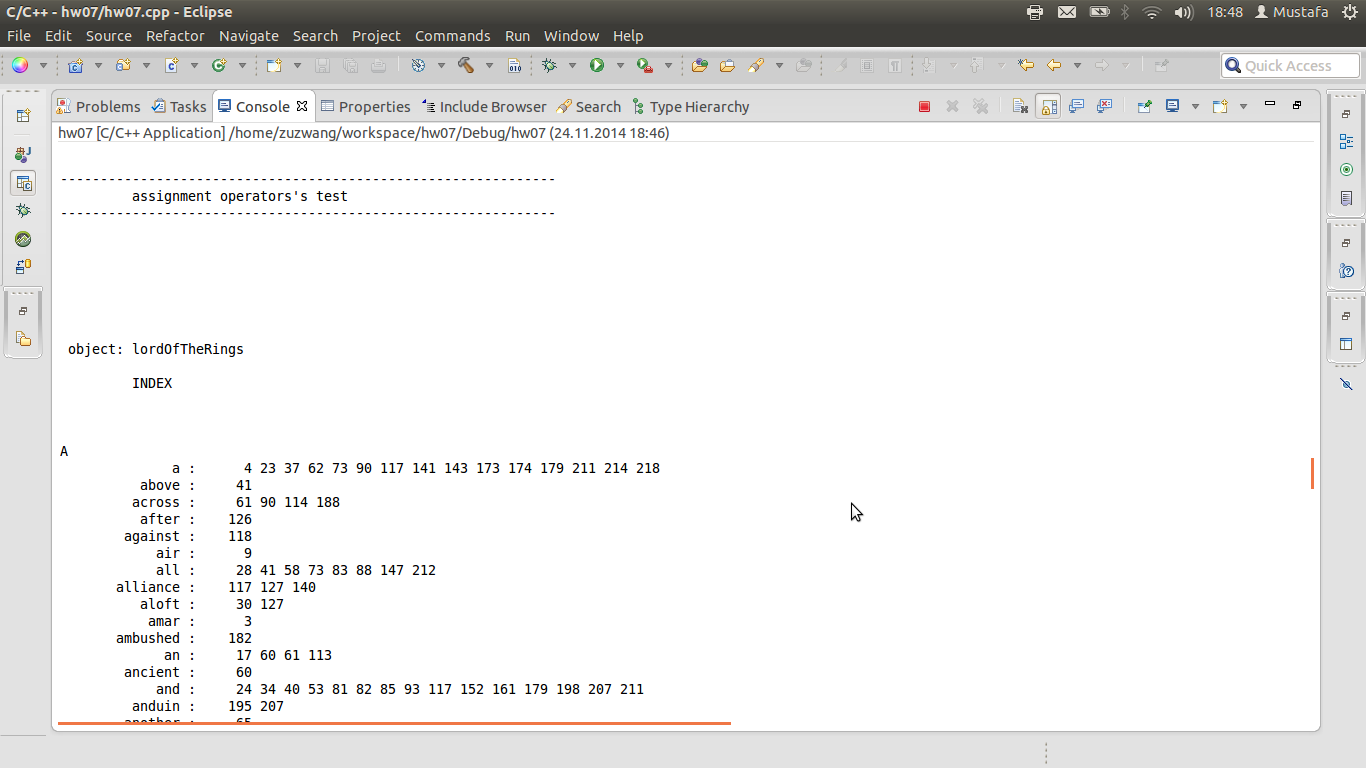 C/C++ - hw07/hw07.cpp - Eclipse
18:48 Mustafa
File Edit Source Refactor Navigate Search Project Commands Run Window Help
Quick Access
Problems Tasks Console Properties Include Browser Search Type Hierarchy
hw07 [C/C++ Application] /home/zuzwang/workspace/hw07/Debug/hw07 (24.11.2014 18:46)
--------------------------------------------------------------
assignment operators's test
--------------------------------------------------------------
object: lordOfTheRings
INDEX
A
a : 4 23 37 62 73 90 117 141 143 173 174 179 211 214 218
above : 41
across : 61 90 114 188
after : 126
against : 118
air : 9
all : 28 41 58 73 83 88 147 212
alliance : 117 127 140
aloft : 30 127
amar : 3
ambushed : 182
an : 17 60 61 113
ancient : 60
and : 24 34 40 53 81 82 85 93 117 152 161 179 198 207 211
anduin : 195 207
another : 65